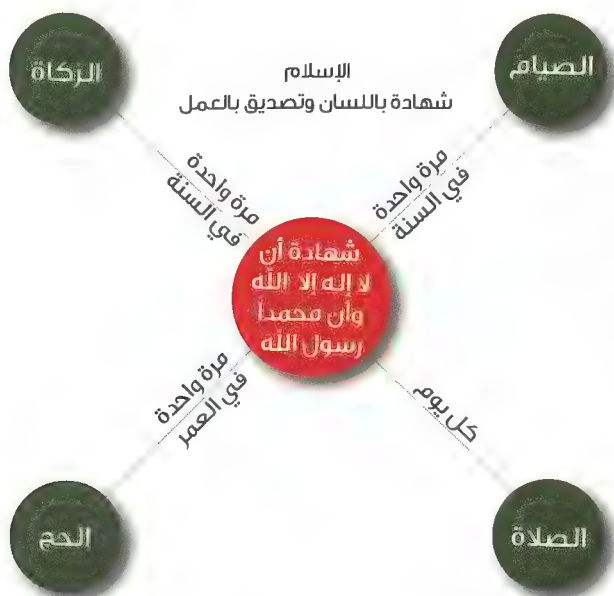 الصيام
الزكاة
الإسلام
شهادة باللسان وتصديق بالعمل
مرة واحدة
في السنة
مرة واحدة
في السنة
شهادة أن
لا إله إلا الله
وأن محمدا
رسول الله
كل يوم
مرة واحدة
في العمر
الصلاة
الحج